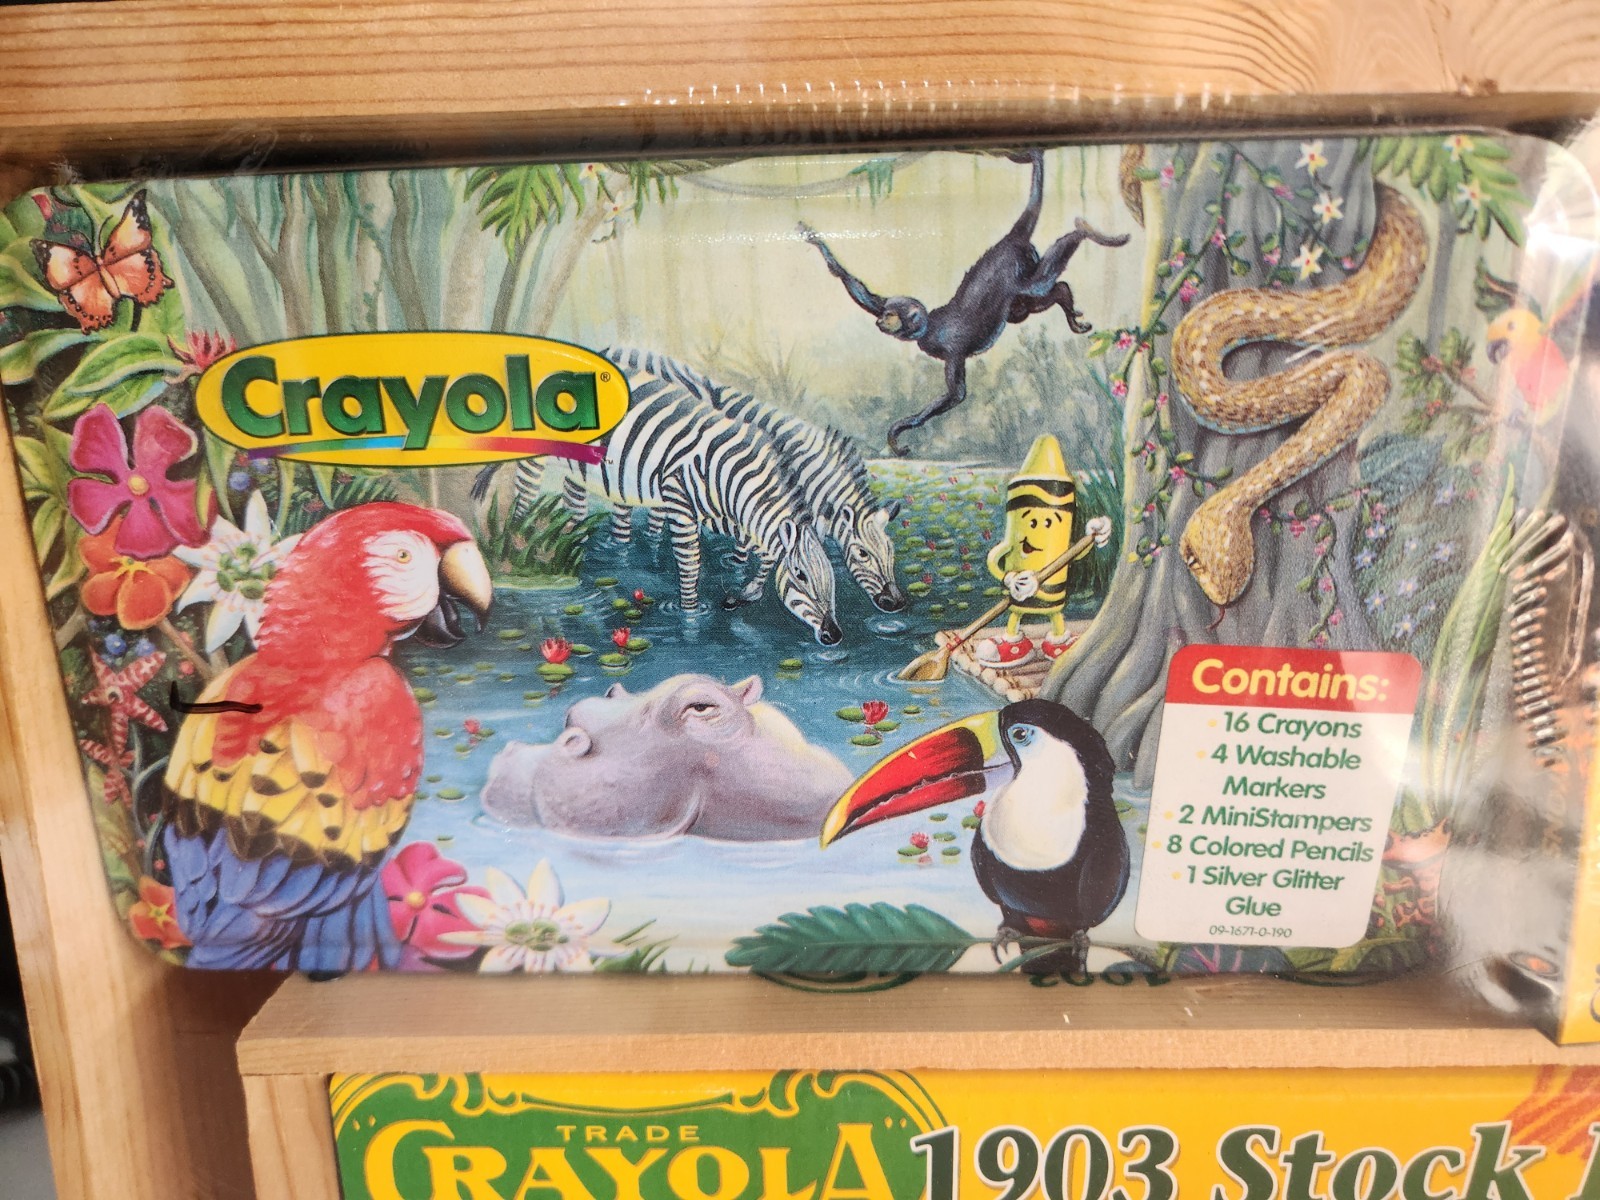 Crayola®
Contains:
16 Crayons
4 Washable
Markers
2 MiniStampers
8 Colored Pencils
1 Silver Glitter
Glue
09-1671-0-190
TRADE
"CRAYOLA"
1903 Stock